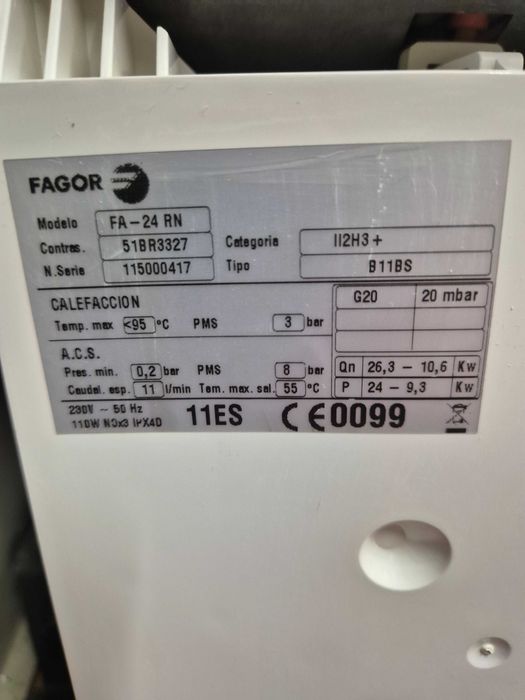 FAGOR
Modelo FA-24 RN
Contras. 51BR3327 Categoria II2H3+
N.Serie 115000417 Tipo B11BS
CALEFACCION G20 20 mbar
Temp. max <95 °C PMS 3 bar
A.C.S.
Pres. min. 0,2 bar PMS 8 bar Qn 26,3 - 10,6 Kw
Caudal. esp. 11 l/min Tem. max. sal. 55 °C P 24 - 9,3 Kw
230V ~ 50 Hz
110W NOx3 IPX4D 11ES CE0099